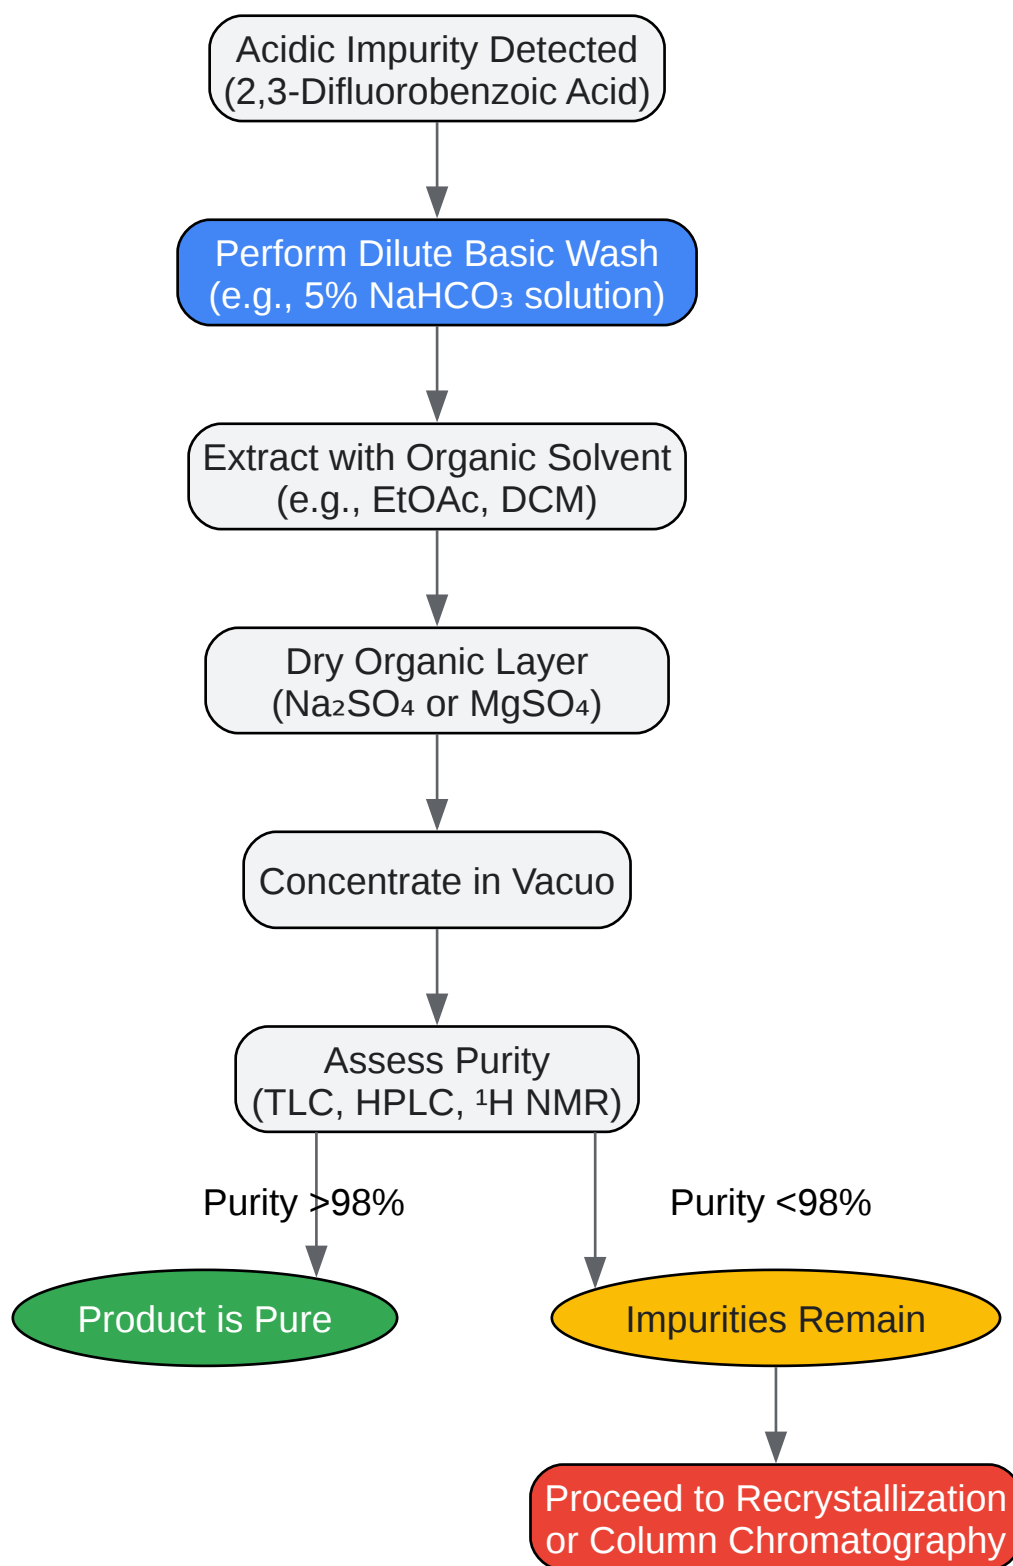 Acidic Impurity Detected
(2,3-Difluorobenzoic Acid)
Perform Dilute Basic Wash
(e.g., 5% NaHCO₃ solution)
Extract with Organic Solvent
(e.g., EtOAc, DCM)
Dry Organic Layer
(Na₂SO₄ or MgSO₄)
Concentrate in Vacuo
Assess Purity
(TLC, HPLC, ¹H NMR)
Purity >98%
Purity <98%
Product is Pure
Impurities Remain
Proceed to Recrystallization
or Column Chromatography